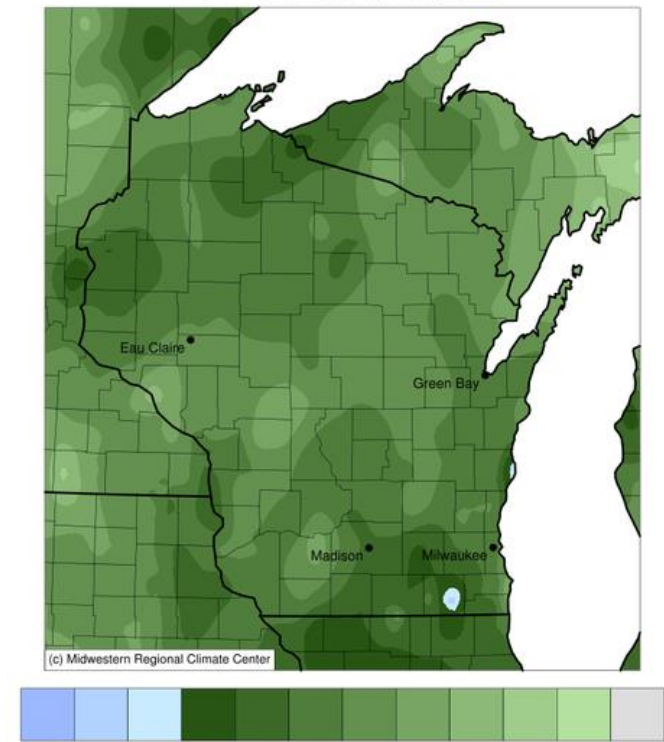 Eau Claire
Green Bay
Madison
Milwaukee
(c) Midwestern Regional Climate Center